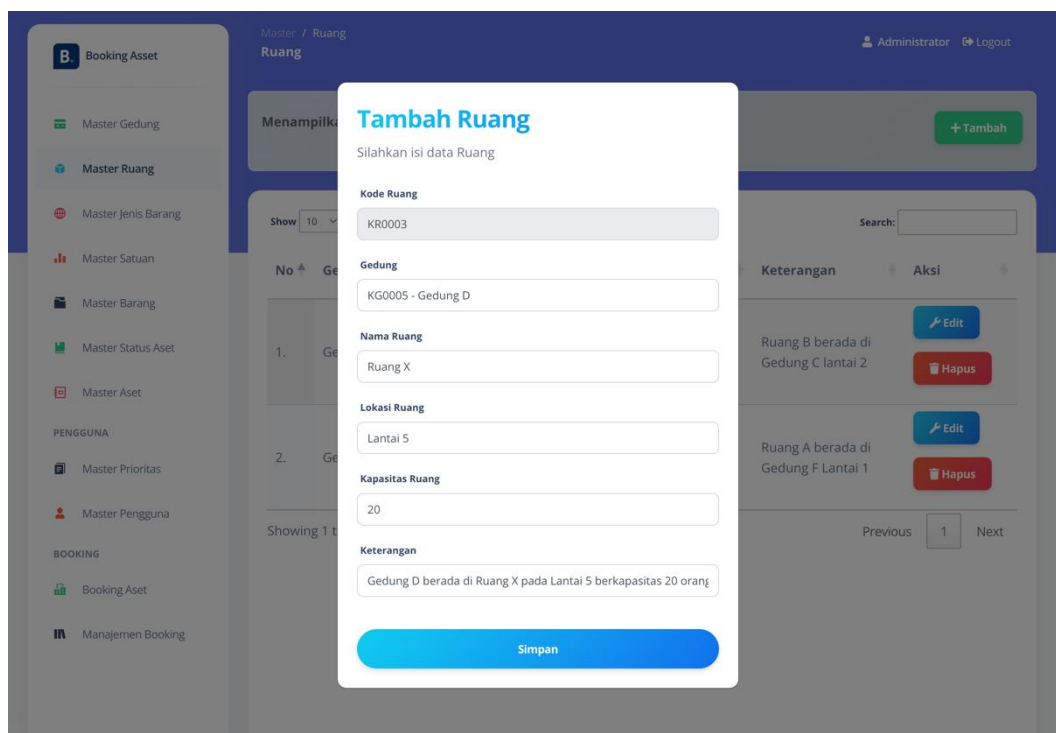 Master / Ruang
Ruang
Administrator Logout
B. Booking Asset
Master Gedung
Master Ruang
Master Jenis Barang
Master Satuan
Master Barang
Master Status Aset
Master Aset
PENGGUNA
Master Prioritas
Master Pengguna
BOOKING
Booking Aset
Manajemen Booking
+Tambah
Show 10
Search:
No
Keterangan
Aksi
1.
Ruang B berada di
Gedung C lantai 2
Edit
Hapus
2.
Ruang A berada di
Gedung F Lantai 1
Edit
Hapus
Showing 1
Previous 1 Next
Tambah Ruang
Silahkan isi data Ruang
Kode Ruang
KR0003
Gedung
KG0005 - Gedung D
Nama Ruang
Ruang X
Lokasi Ruang
Lantai 5
Kapasitas Ruang
20
Keterangan
Gedung D berada di Ruang X pada Lantai 5 berkapasitas 20 orang
Simpan